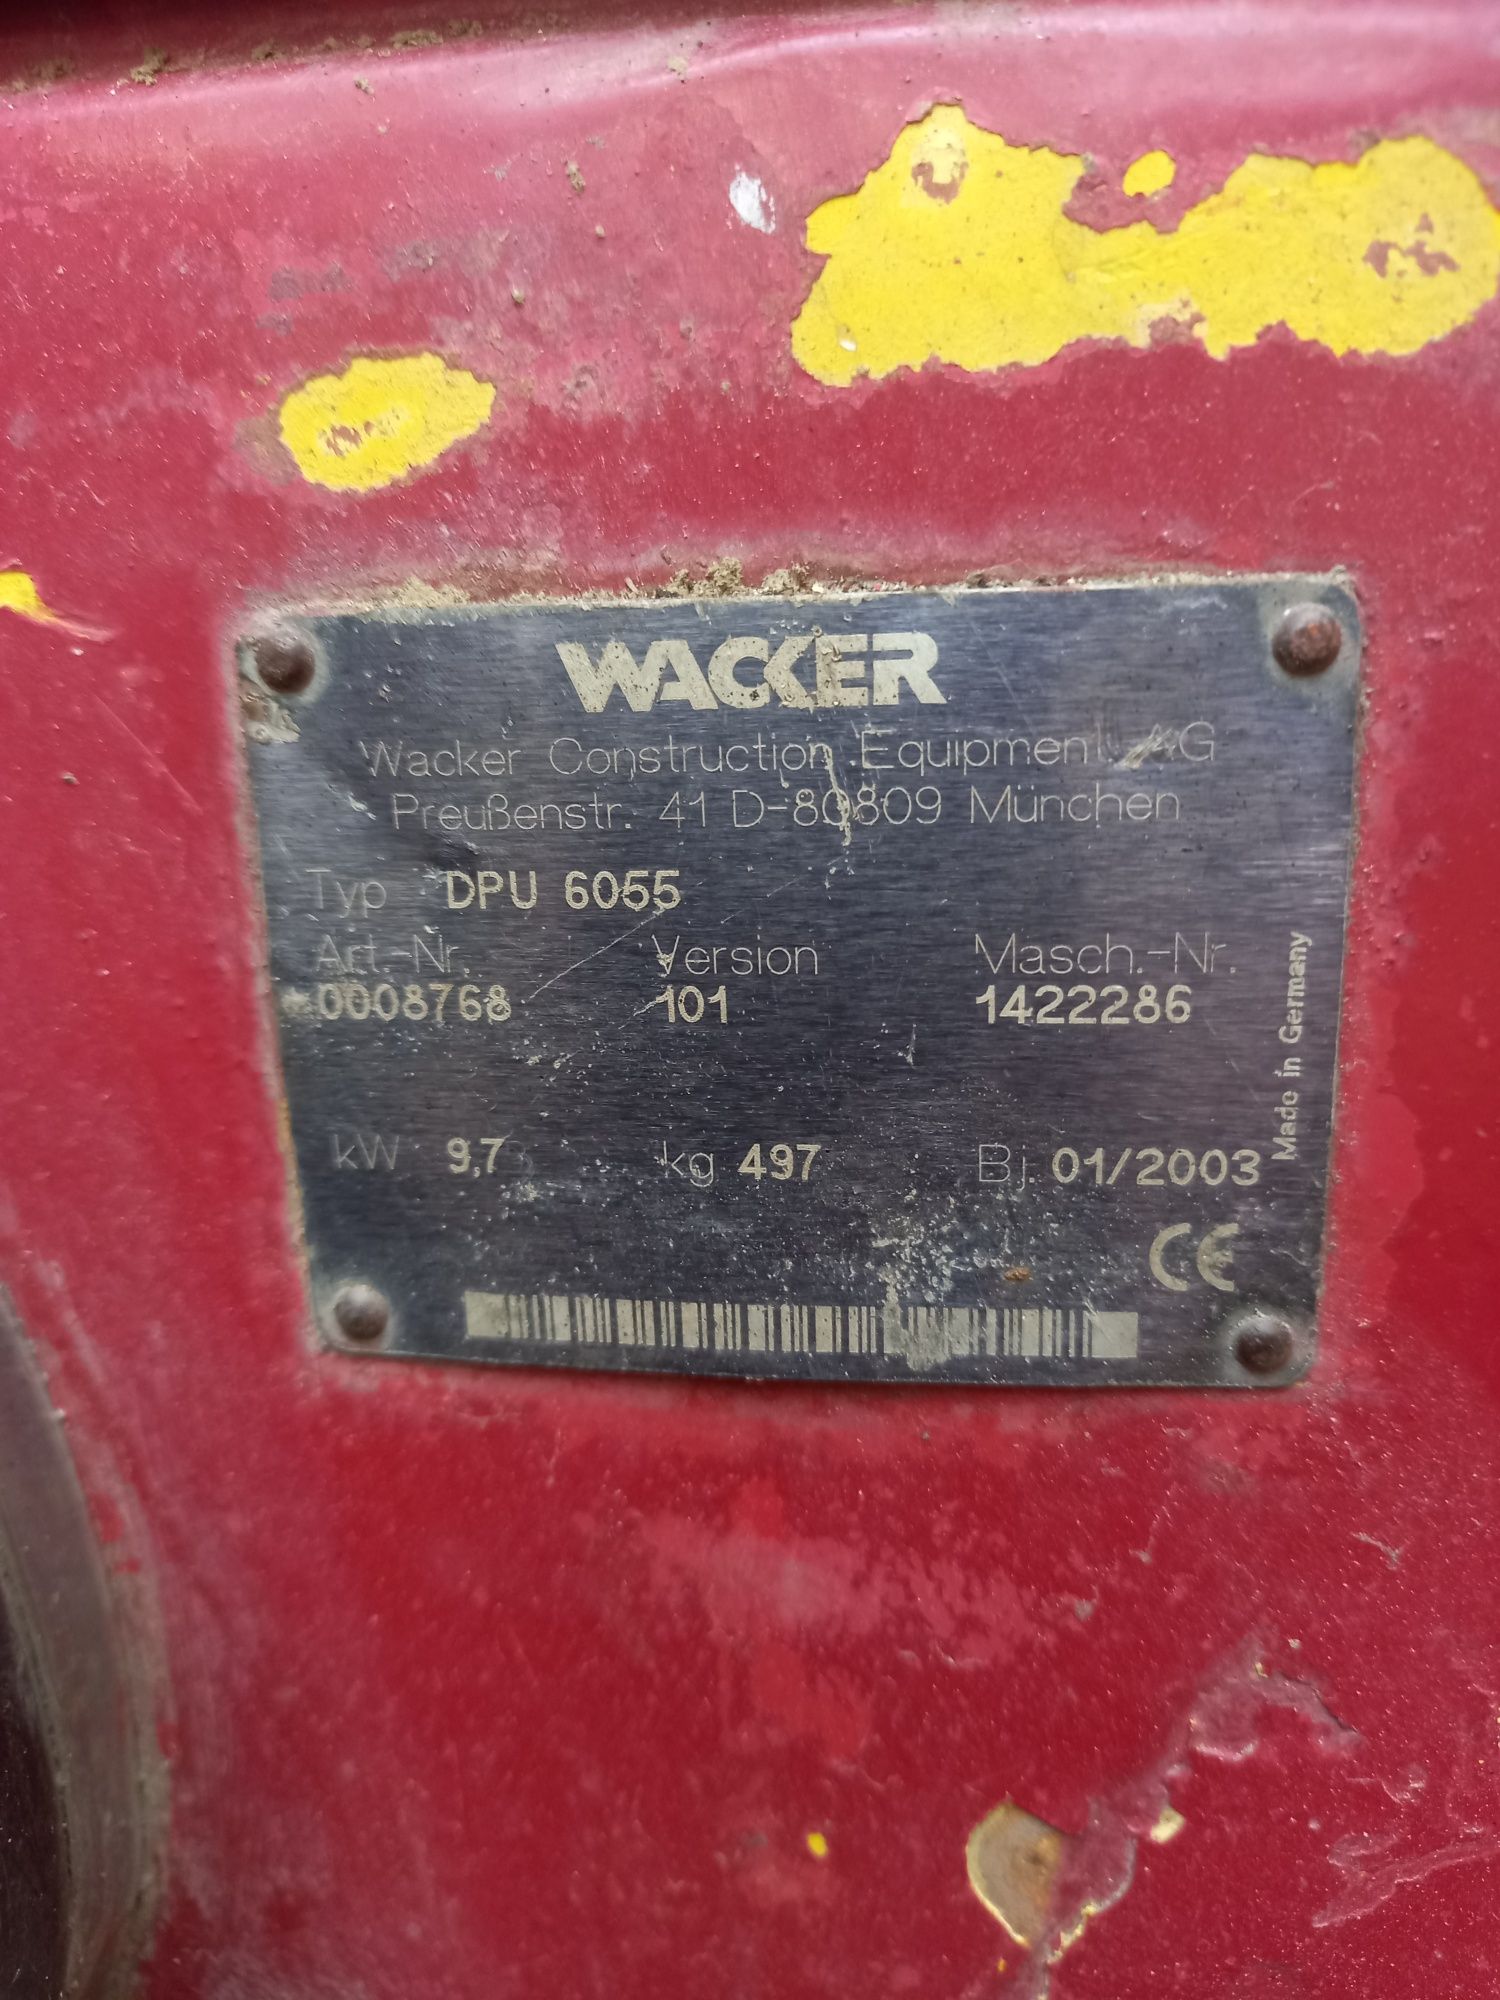 WACKER
Wacker Construction Equipment AG
Preußenstr. 41 D-80809 München
Typ DPU 6055
Art.-Nr. Version Masch.-Nr.
0008768 101 1422286
kW 9,7 kg 497 Bj. 01/2003
Made in Germany
CE